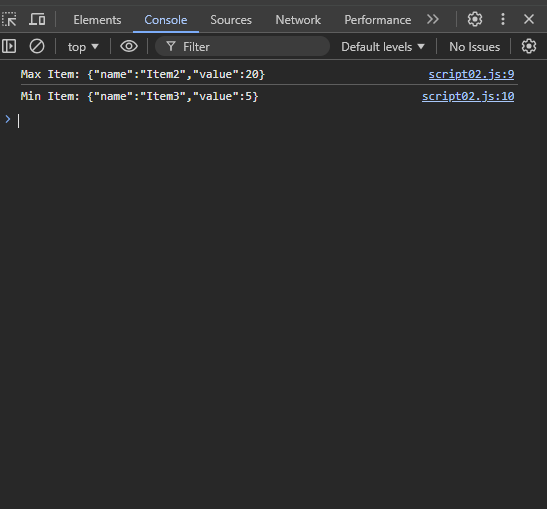 Elements Console Sources Network Performance
top Filter Default levels No Issues
Max Item: {"name":"Item2","value":20} script02.js:9
Min Item: {"name":"Item3","value":5} script02.js:10